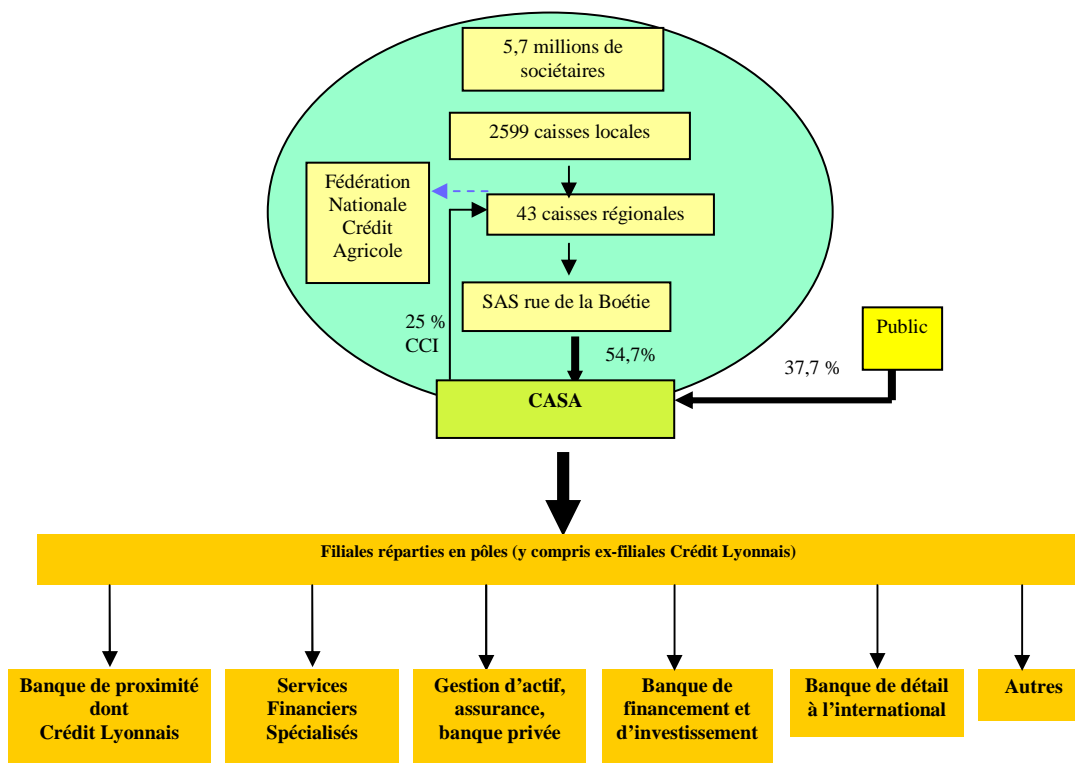 5,7 millions de
sociétaires
2599 caisses locales
Fédération
Nationale
Crédit
Agricole
43 caisses régionales
SAS rue de la Boétie
25 %
CCI
54,7%
Public
37,7 %
CASA
Filiales réparties en pôles (y compris ex-filiales Crédit Lyonnais)
Banque de proximité
dont
Crédit Lyonnais
Services
Financiers
Spécialisés
Gestion d’actif,
assurance,
banque privée
Banque de
financement et
d’investissement
Banque de détail
à l’international
Autres